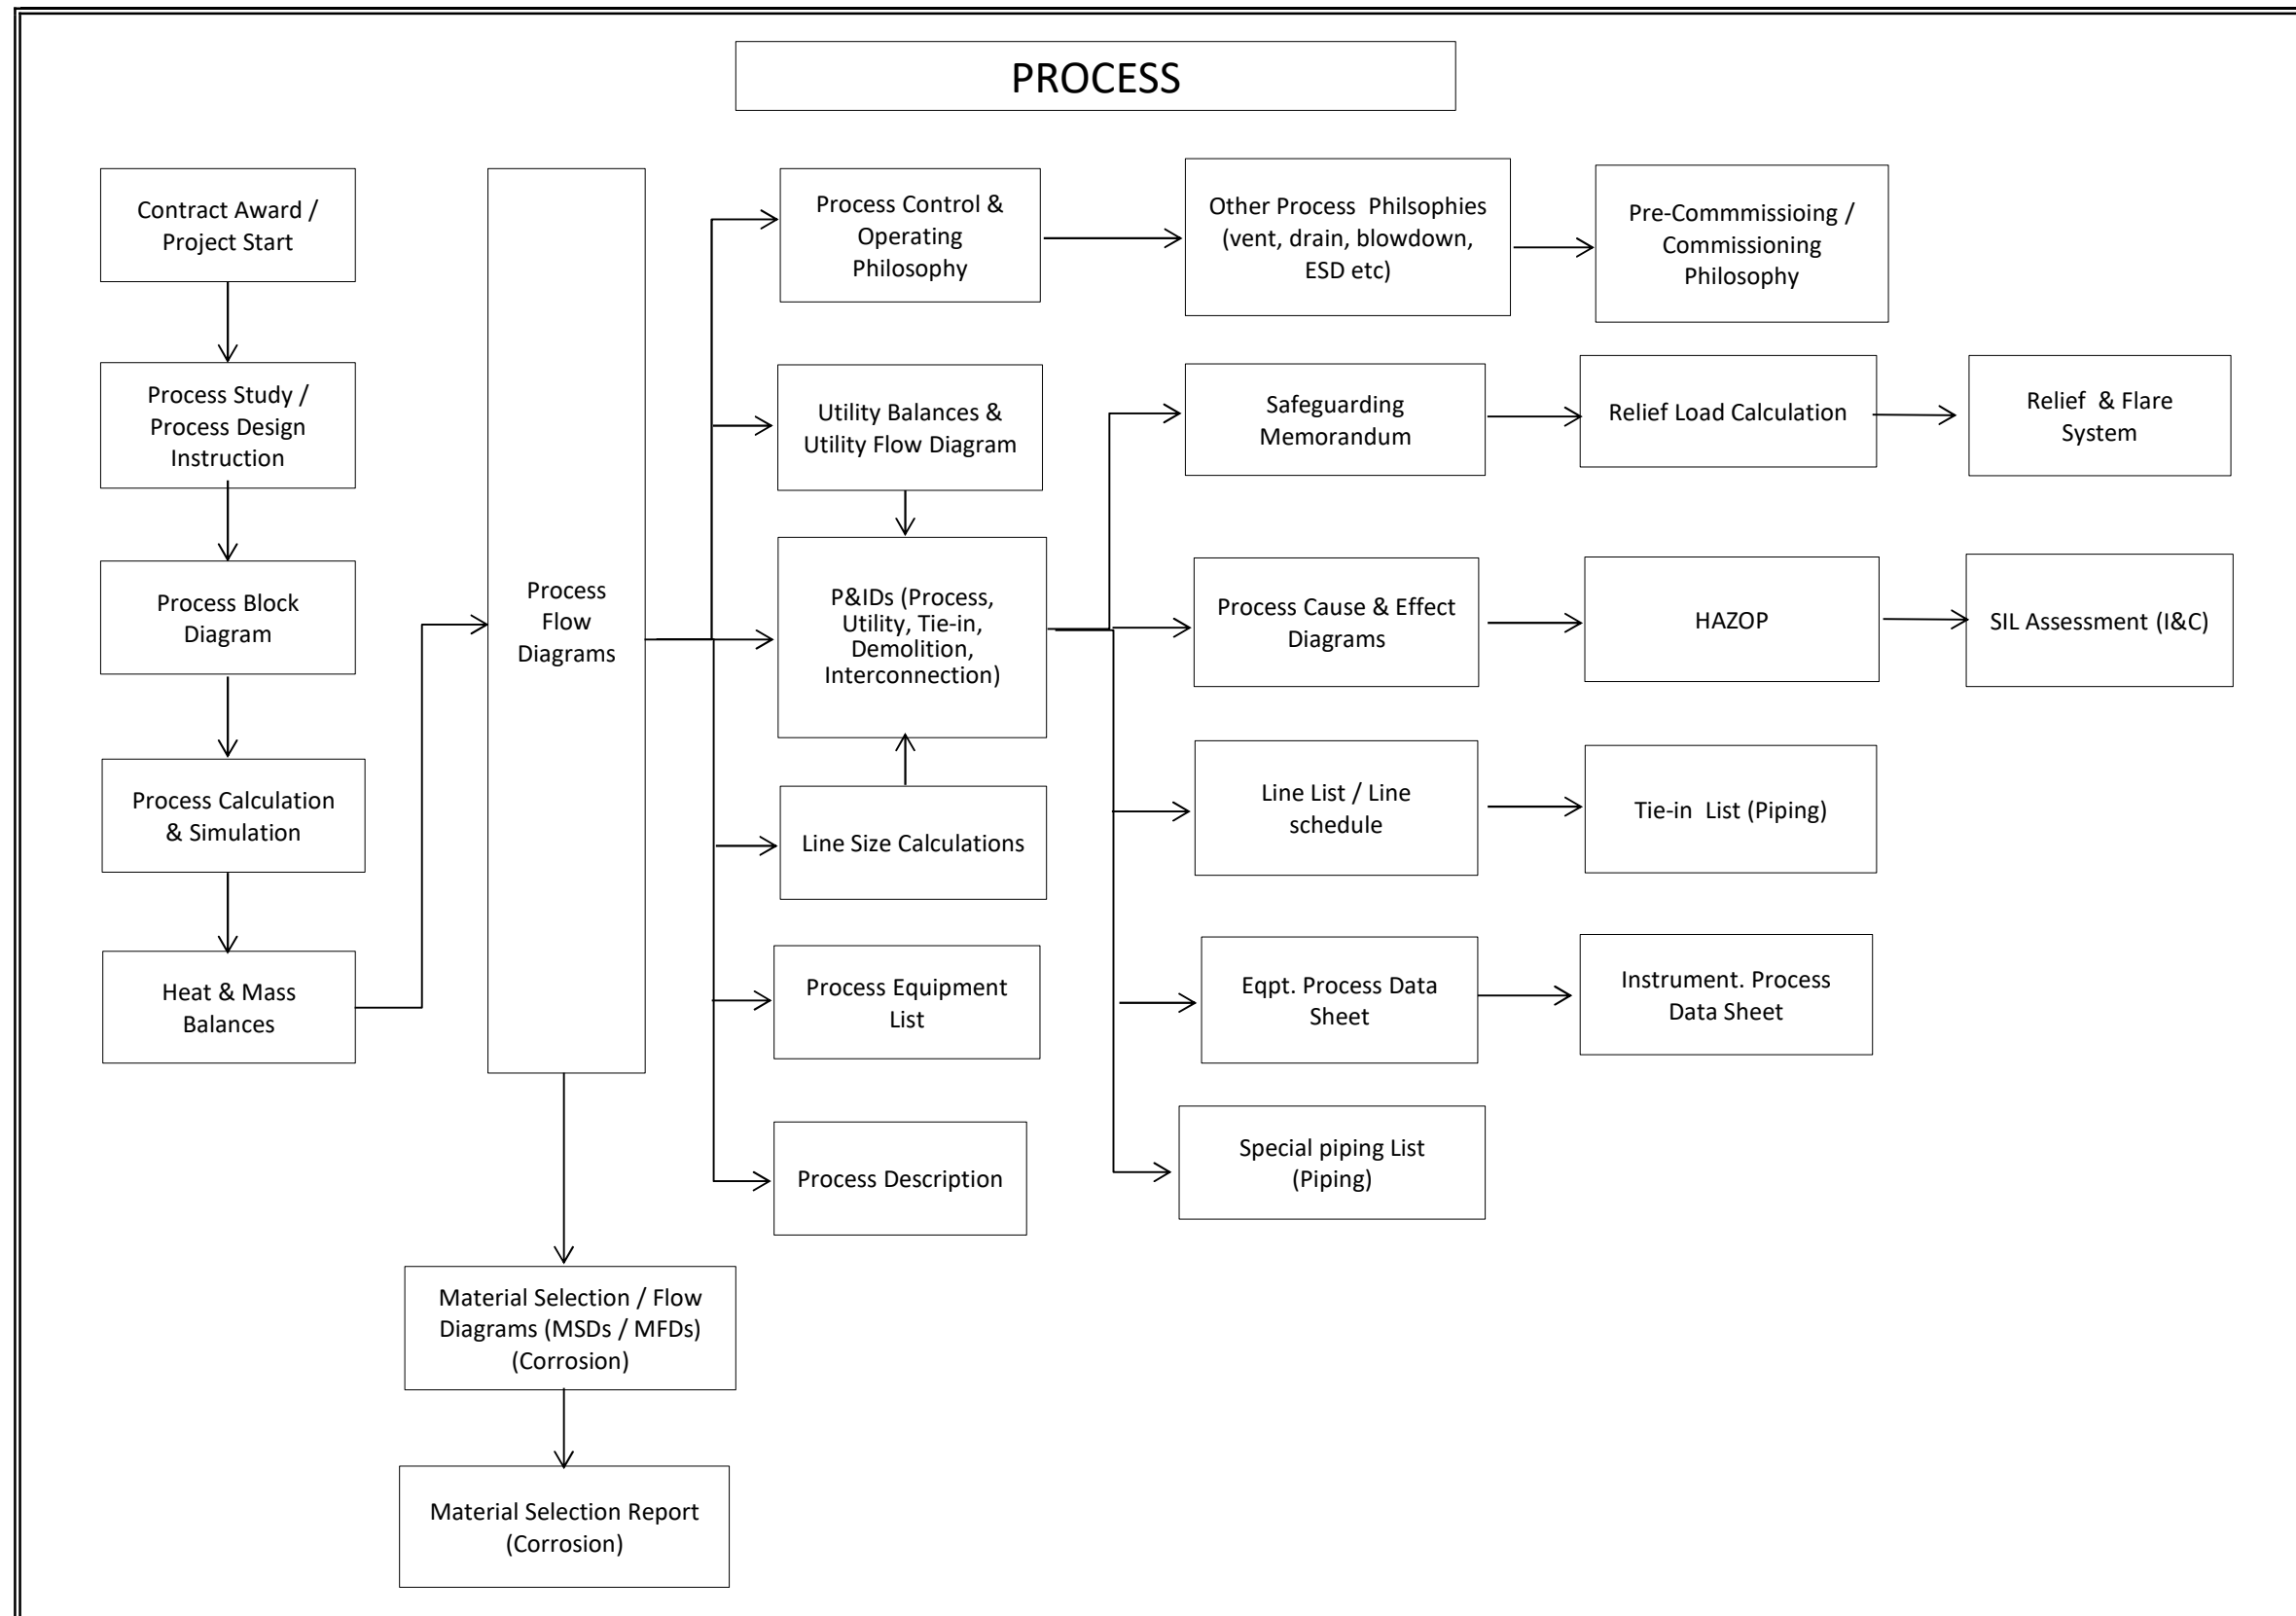 PROCESS
Contract Award /
Project Start
Process Study /
Process Design
Instruction
Process Block
Diagram
Process Calculation
& Simulation
Heat & Mass
Balances
Process
Flow
Diagrams
Material Selection / Flow
Diagrams (MSDs / MFDs)
(Corrosion)
Material Selection Report
(Corrosion)
Process Control &
Operating
Philosophy
Utility Balances &
Utility Flow Diagram
P&IDs (Process,
Utility, Tie-in,
Demolition,
Interconnection)
Line Size Calculations
Process Equipment
List
Process Description
Other Process Philsophies
(vent, drain, blowdown,
ESD etc)
Safeguarding
Memorandum
Process Cause & Effect
Diagrams
Line List / Line
schedule
Eqpt. Process Data
Sheet
Special piping List
(Piping)
Pre-Commmissioing /
Commissioning
Philosophy
Relief Load Calculation
HAZOP
Tie-in List (Piping)
Instrument. Process
Data Sheet
Relief & Flare
System
SIL Assessment (I&C)